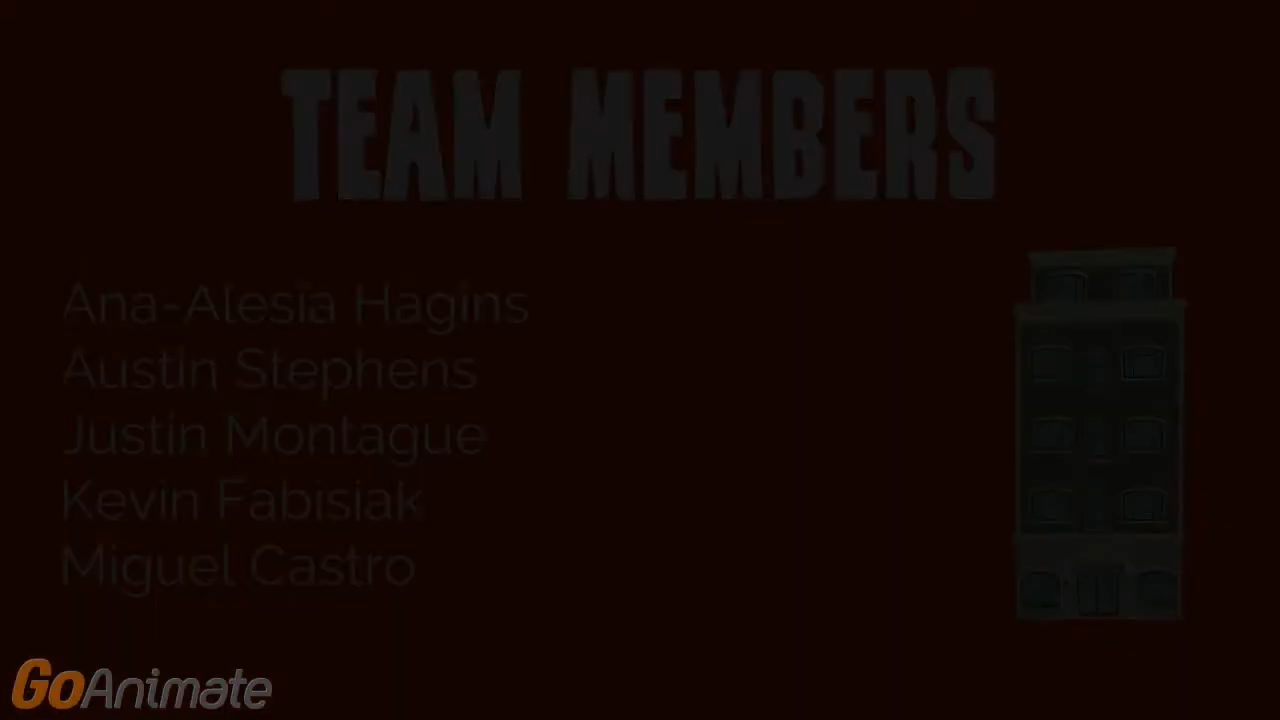 TEAM MEMBERS
Ana-Alesia Hagins
Austin Stephens
Justin Montague
Kevin Fabisiak
Miguel Castro
GoAnimate